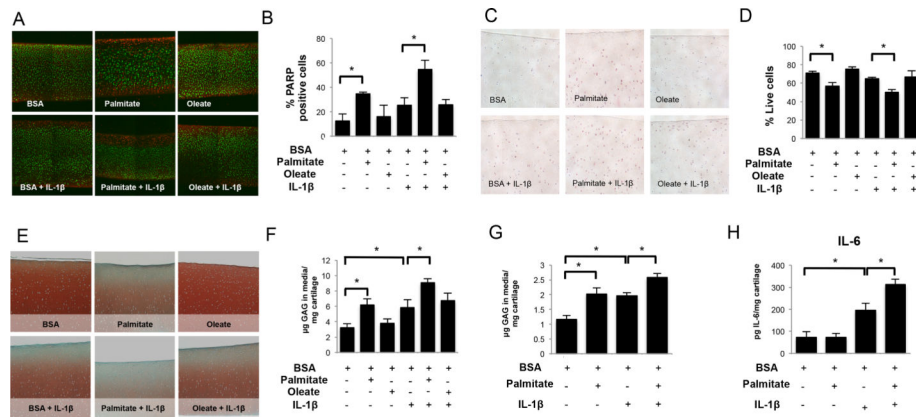 A
BSA
Palmitate
Oleate
BSA + IL-1β
Palmitate + IL-1β
Oleate + IL-1β
B
% PARP
positive cells
80
60
40
20
0
*
*
BSA + + + + + +
Palmitate - + - - + -
Oleate - - + - - +
IL-1β - - - + + +
C
BSA
Palmitate
Oleate
BSA + IL-1β
Palmitate + IL-1β
Oleate + IL-1β
D
% Live cells
100
80
60
40
20
0
*
*
BSA + + + + + +
Palmitate - + - - + -
Oleate - - + - - +
IL-1β - - - + + +
E
BSA
Palmitate
Oleate
BSA + IL-1β
Palmitate + IL-1β
Oleate + IL-1β
F
µg GAG in media/
mg cartilage
12
10
8
6
4
2
0
*
*
*
BSA + + + + + +
Palmitate - + - - + -
Oleate - - + - - +
IL-1β - - - + + +
G
µg GAG in media/
mg cartilage
3
2.5
2
1.5
1
0.5
0
*
*
*
BSA + + + +
Palmitate - + - +
IL-1β - - + +
H
IL-6
pg IL-6/mg cartilage
400
300
200
100
0
*
*
BSA + + + +
Palmitate - + - +
IL-1β - - + +